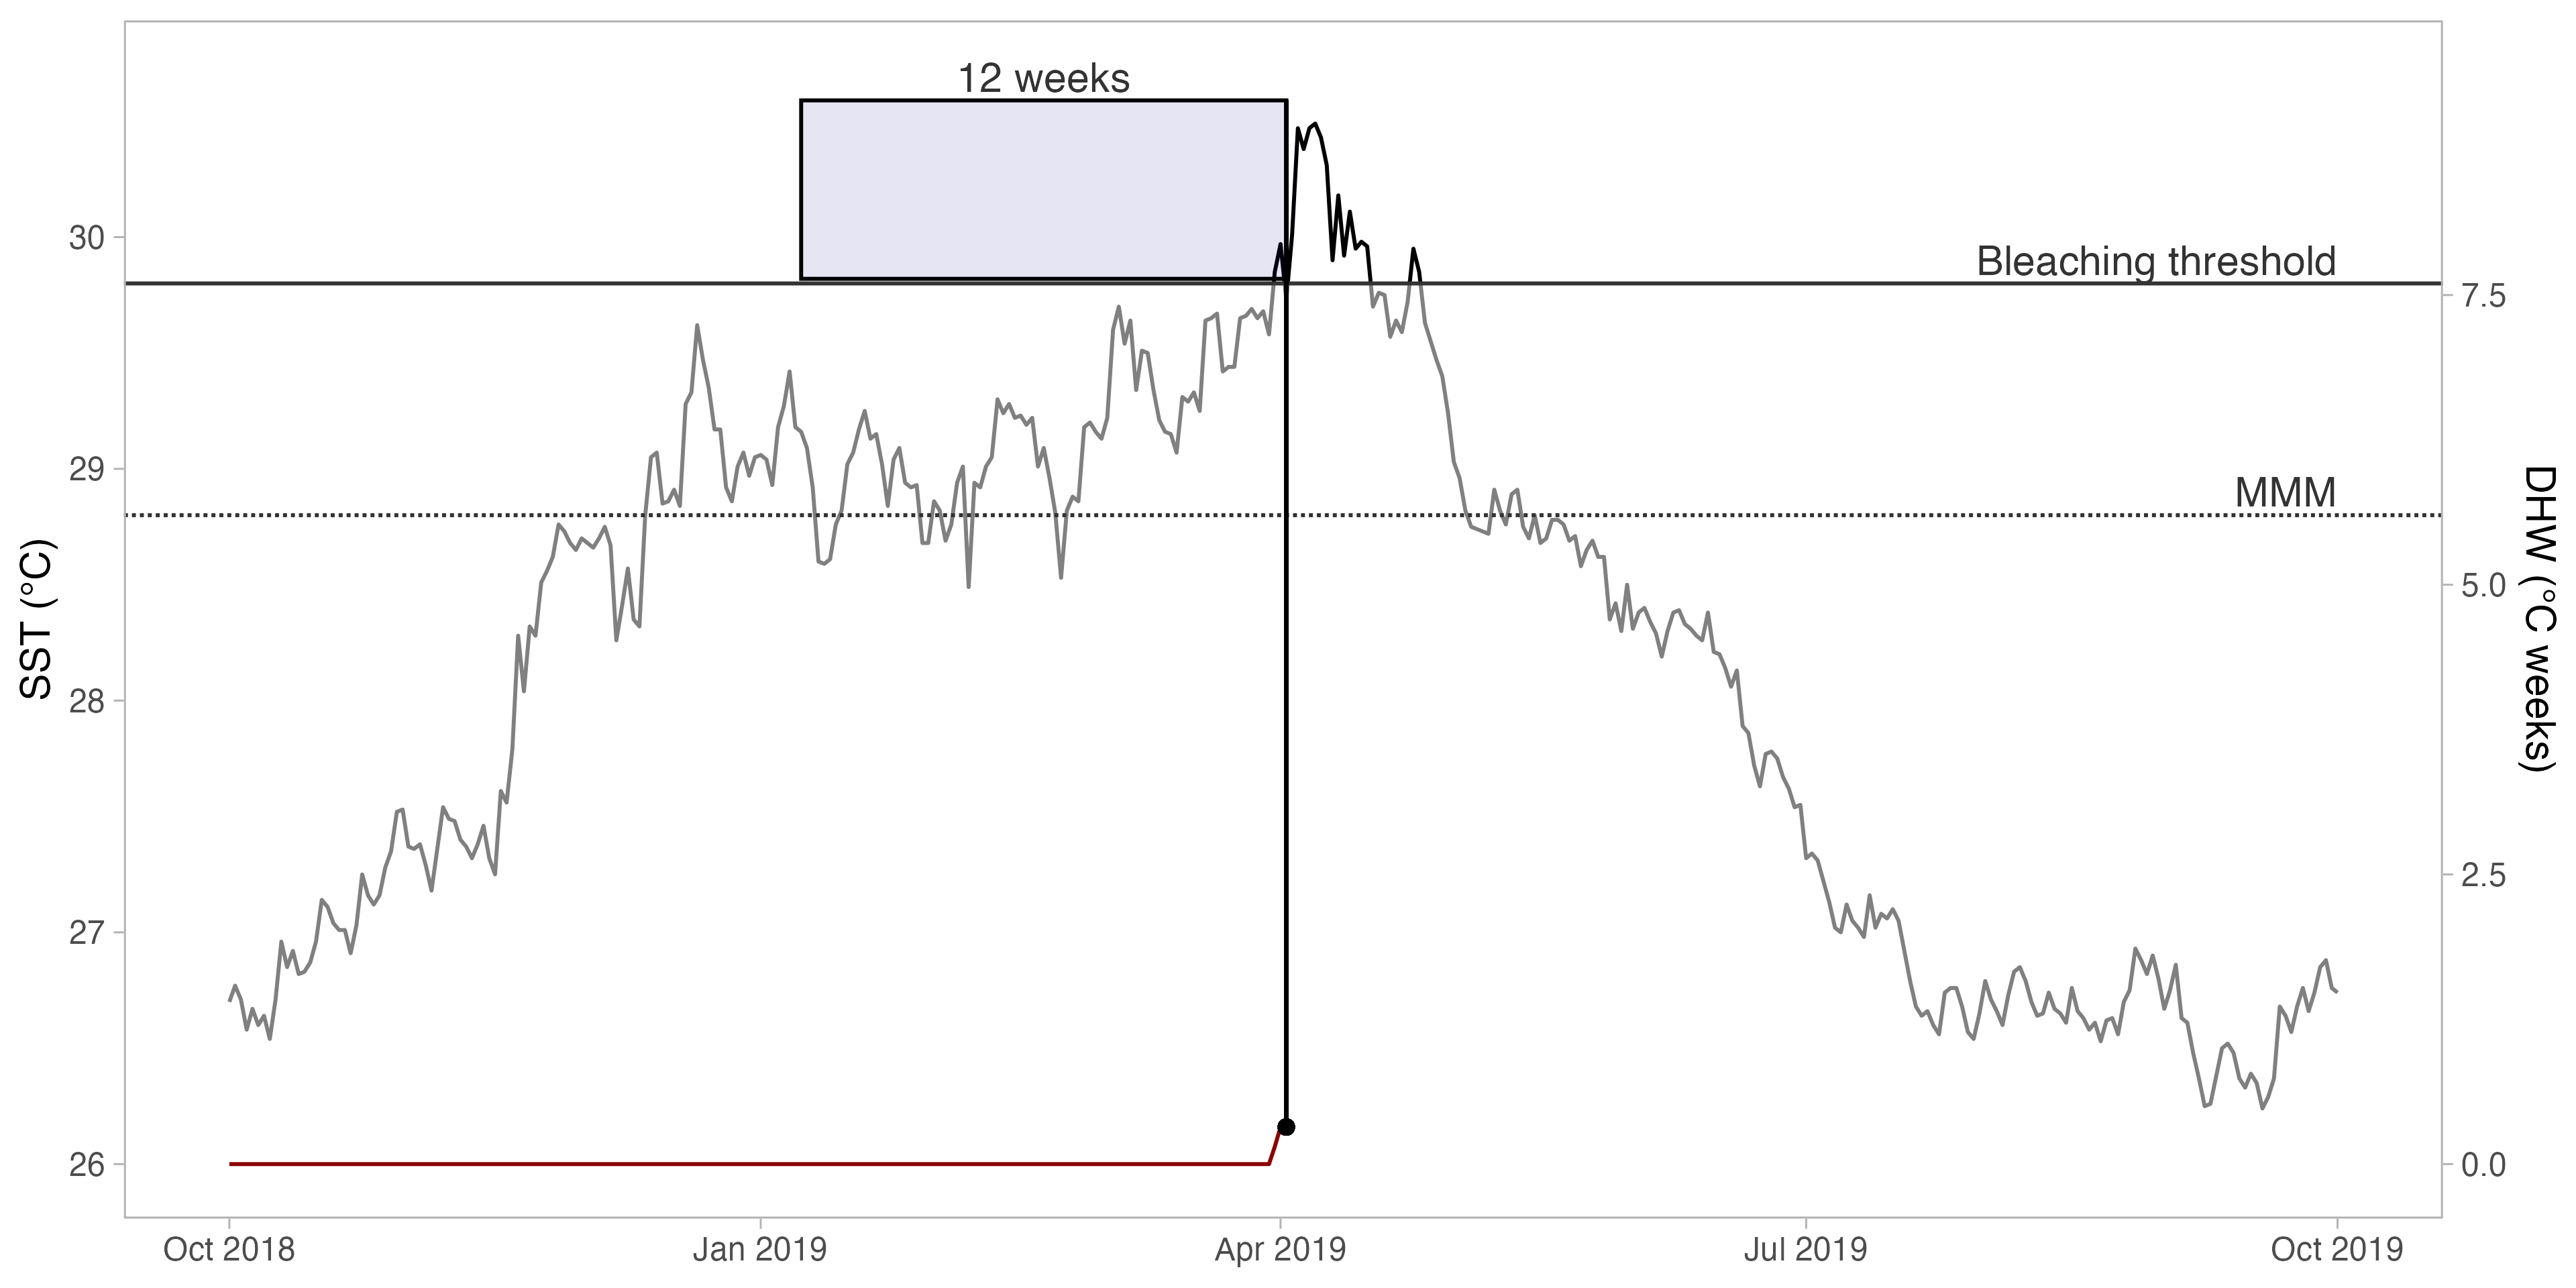 12 weeks
Bleaching threshold
MMM
SST (°C)
30
29
28
27
26
DHW (°C weeks)
7.5
5.0
2.5
0.0
Oct 2018
Jan 2019
Apr 2019
Jul 2019
Oct 2019